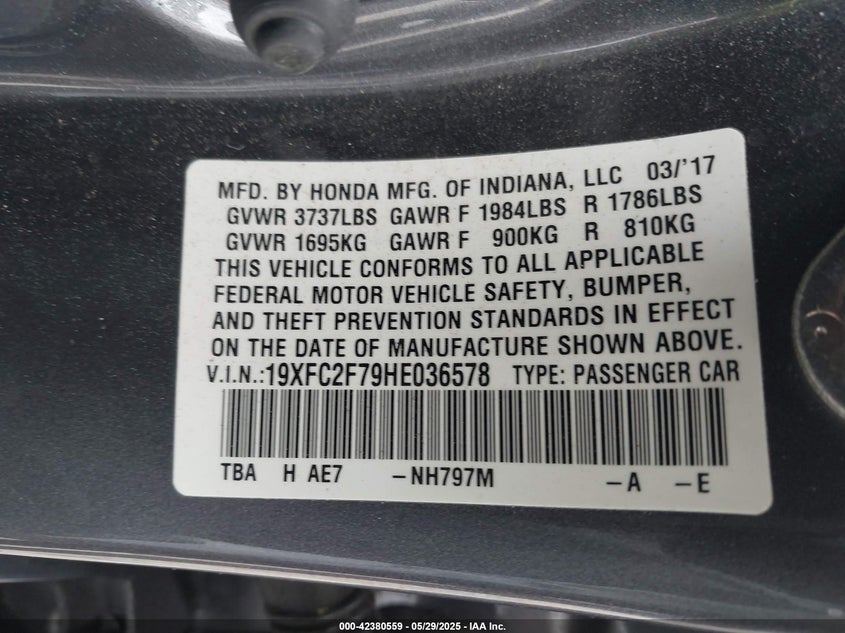 MFD. BY HONDA MFG. OF INDIANA, LLC 03/'17
GVWR 3737LBS GAWR F 1984LBS R 1786LBS
GVWR 1695KG GAWR F 900KG R 810KG
THIS VEHICLE CONFORMS TO ALL APPLICABLE
FEDERAL MOTOR VEHICLE SAFETY, BUMPER,
AND THEFT PREVENTION STANDARDS IN EFFECT
ON THE DATE OF MANUFACTURE SHOWN ABOVE.
V.I.N.:19XFC2F79HE036578 TYPE: PASSENGER CAR
TBA H AE7 -NH797M -A -E
000-42380559 — 05/29/2025 — IAA Inc.